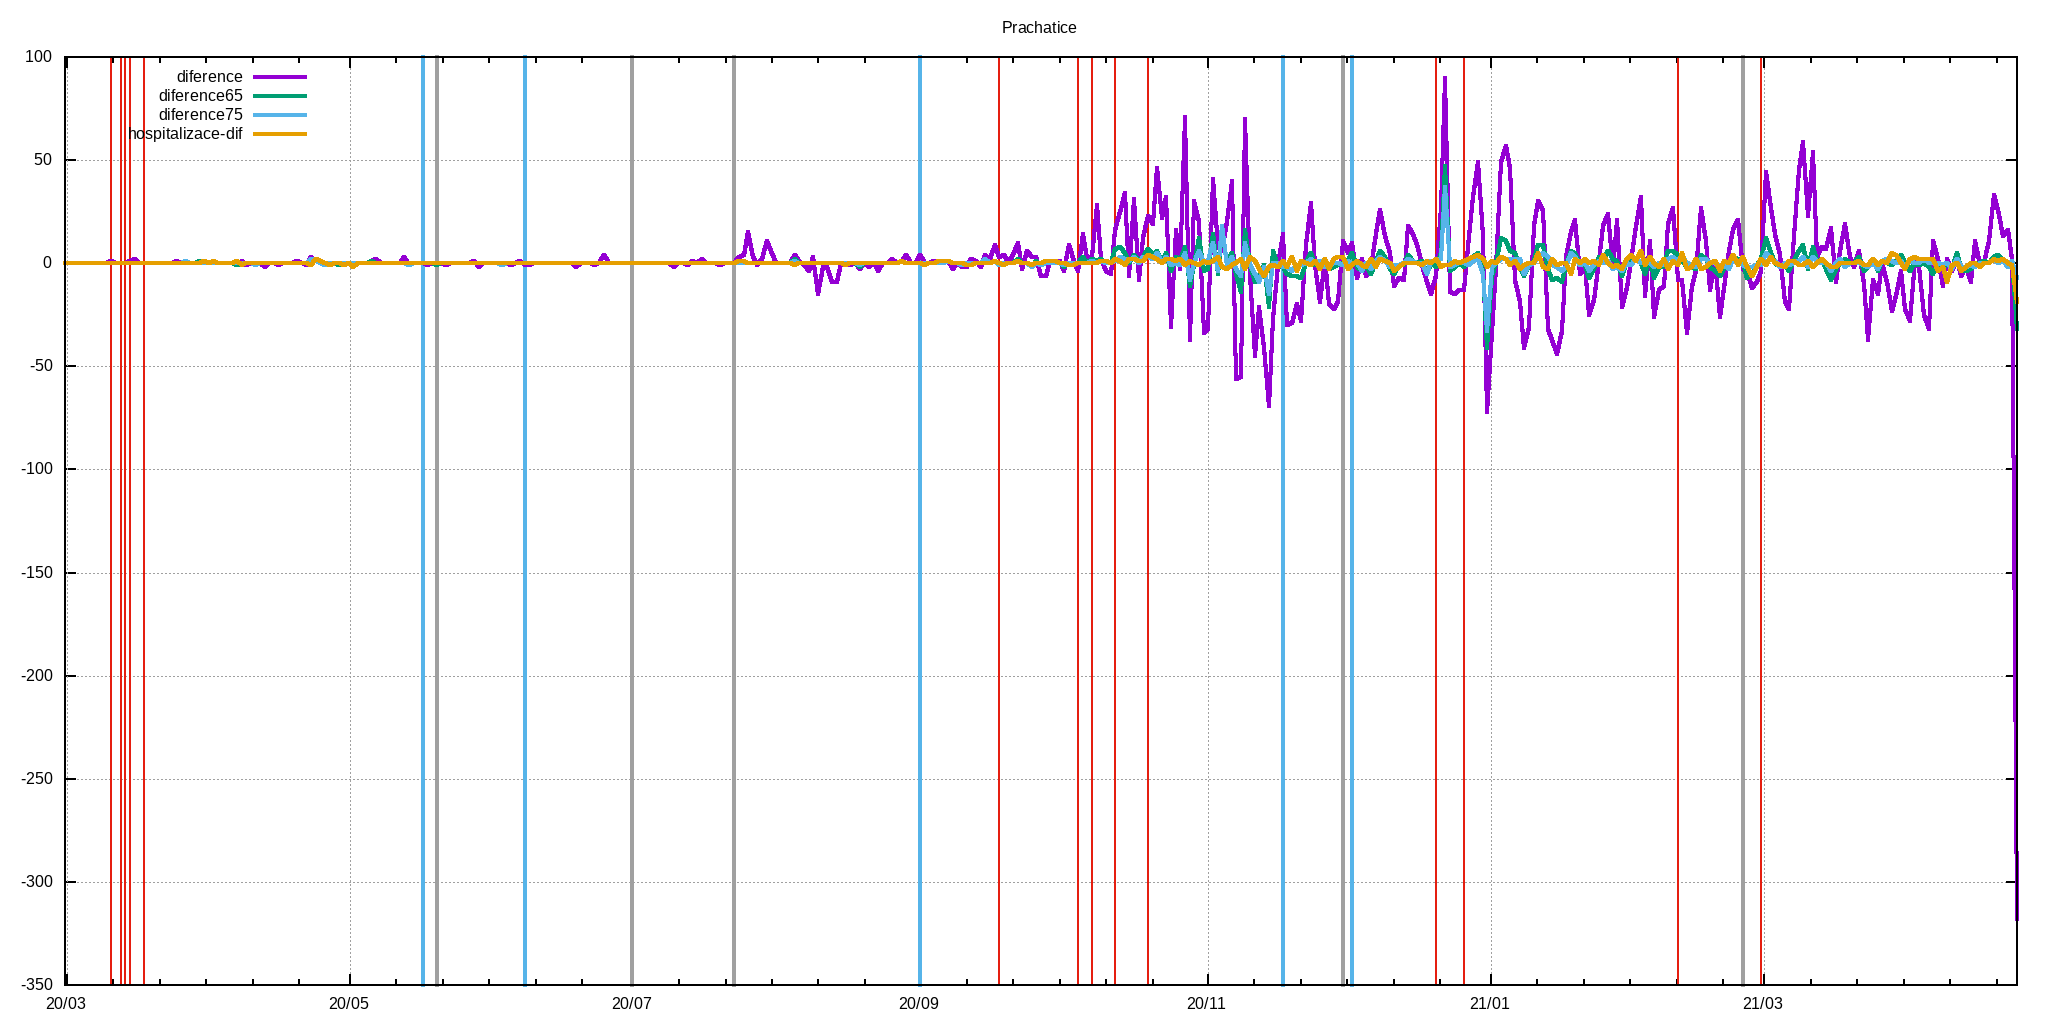 Prachatice
100
diference
diference65
diference75
hospitalizace-dif
50
0
-50
-100
-150
-200
-250
-300
-350
20/03 20/05 20/07 20/09 20/11 21/01 21/03